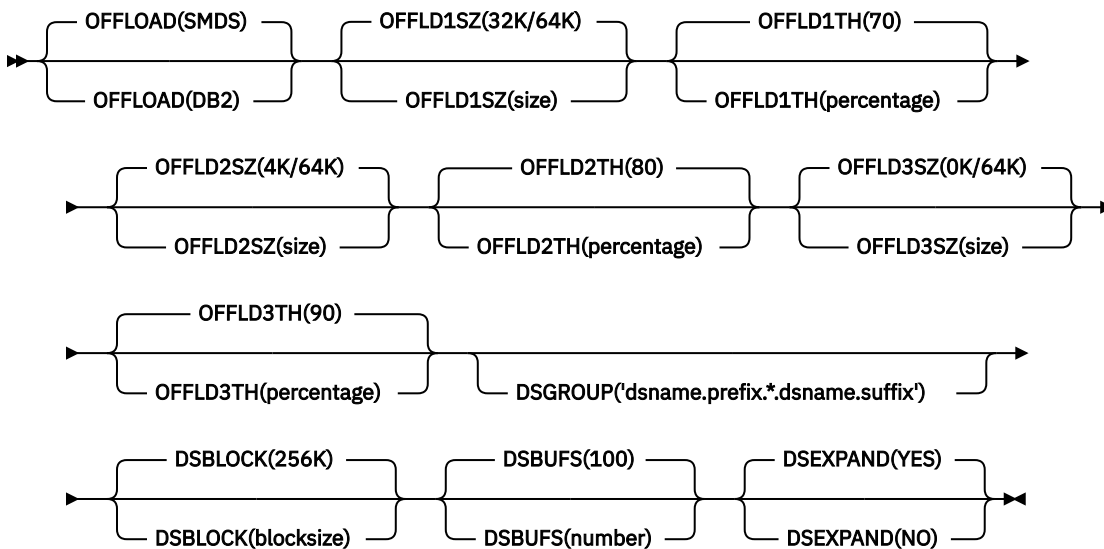 OFFLOAD(SMDS) OFFLD1SZ(32K/64K) OFFLD1TH(70)
OFFLOAD(DB2) OFFLD1SZ(size) OFFLD1TH(percentage)
OFFLD2SZ(4K/64K) OFFLD2TH(80) OFFLD3SZ(0K/64K)
OFFLD2SZ(size) OFFLD2TH(percentage) OFFLD3SZ(size)
OFFLD3TH(90)
OFFLD3TH(percentage) DSGROUP('dsname.prefix.*.dsname.suffix')
DSBLOCK(256K) DSBUFS(100) DSEXPAND(YES)
DSBLOCK(blocksize) DSBUFS(number) DSEXPAND(NO)